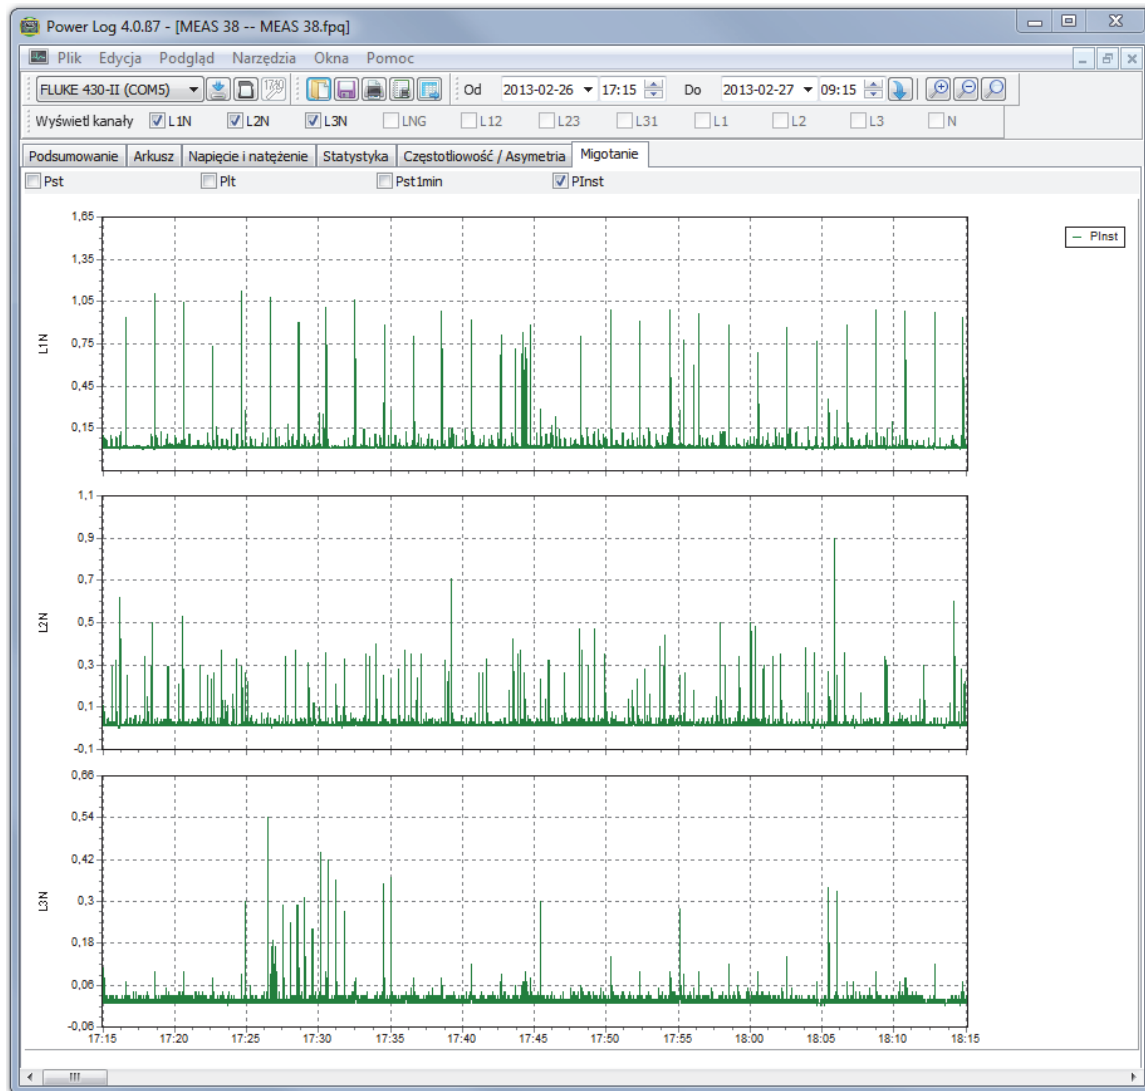 Power Log 4.0.ß7 - [MEAS 38 -- MEAS 38.fpq]
Plik Edycja Podgląd Narzędzia Okna Pomoc
FLUKE 430-II (COM5) 1749 Od 2013-02-26 17:15 Do 2013-02-27 09:15
Wyświetl kanały L1N L2N L3N LNG L12 L23 L31 L1 L2 L3 N
Podsumowanie Arkusz Napięcie i natężenie Statystyka Częstotliowość / Asymetria Migotanie
Pst Plt Pst1min PInst
PInst
L1N
1,65
1,35
1,05
0,75
0,45
0,15
L2N
1,1
0,9
0,7
0,5
0,3
0,1
-0,1
L3N
0,66
0,54
0,42
0,3
0,18
0,06
-0,06
17:15 17:20 17:25 17:30 17:35 17:40 17:45 17:50 17:55 18:00 18:05 18:10 18:15